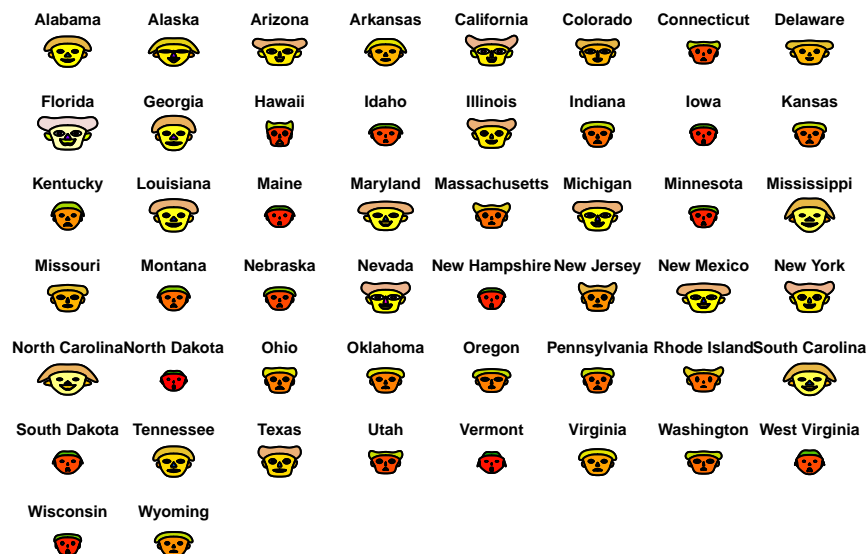 Alabama Alaska Arizona Arkansas California Colorado Connecticut Delaware
Florida Georgia Hawaii Idaho Illinois Indiana Iowa Kansas
Kentucky Louisiana Maine Maryland Massachusetts Michigan Minnesota Mississippi
Missouri Montana Nebraska Nevada New Hampshire New Jersey New Mexico New York
North Carolina North Dakota Ohio Oklahoma Oregon Pennsylvania Rhode Island South Carolina
South Dakota Tennessee Texas Utah Vermont Virginia Washington West Virginia
Wisconsin Wyoming